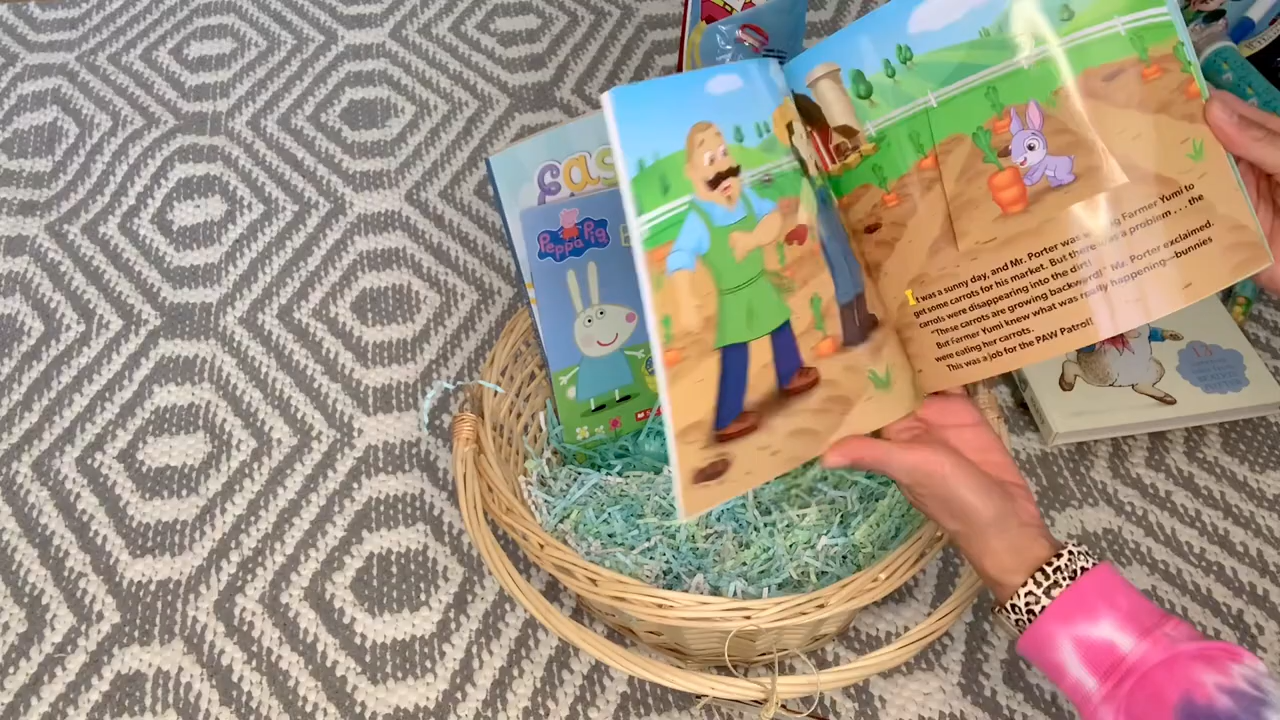 eas
Peppa Pig
It was a sunny day, and Mr. Porter was Farmer Yumi to
get some carrots for his market. But there was a problem . . . the
carrots were disappearing into the dirt!
"These carrots are growing backward!" Mr. Porter exclaimed.
But Farmer Yumi knew what was really happening—bunnies
were eating her carrots.
This was a job for the PAW Patrol!